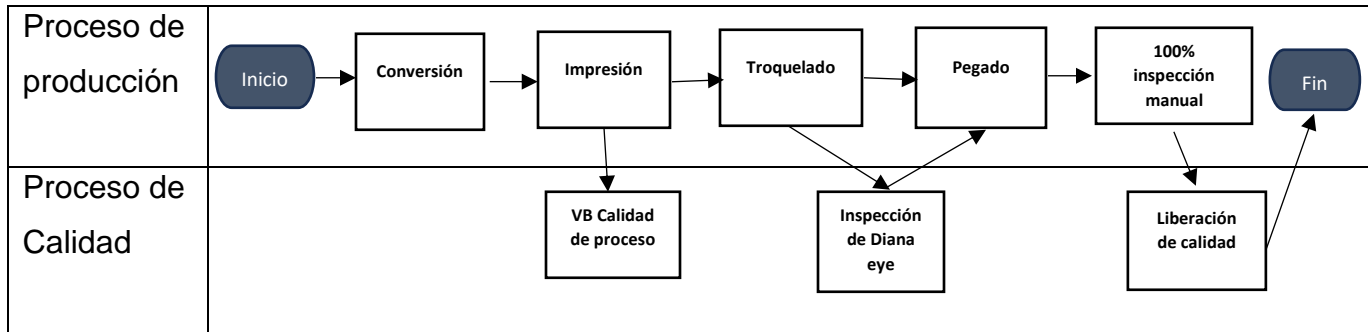 Proceso de
producción
Inicio
Conversión
Impresión
Troquelado
Pegado
100%
inspección
manual
Fin
Proceso de
Calidad
VB Calidad
de proceso
Inspección
de Diana
eye
Liberación
de calidad